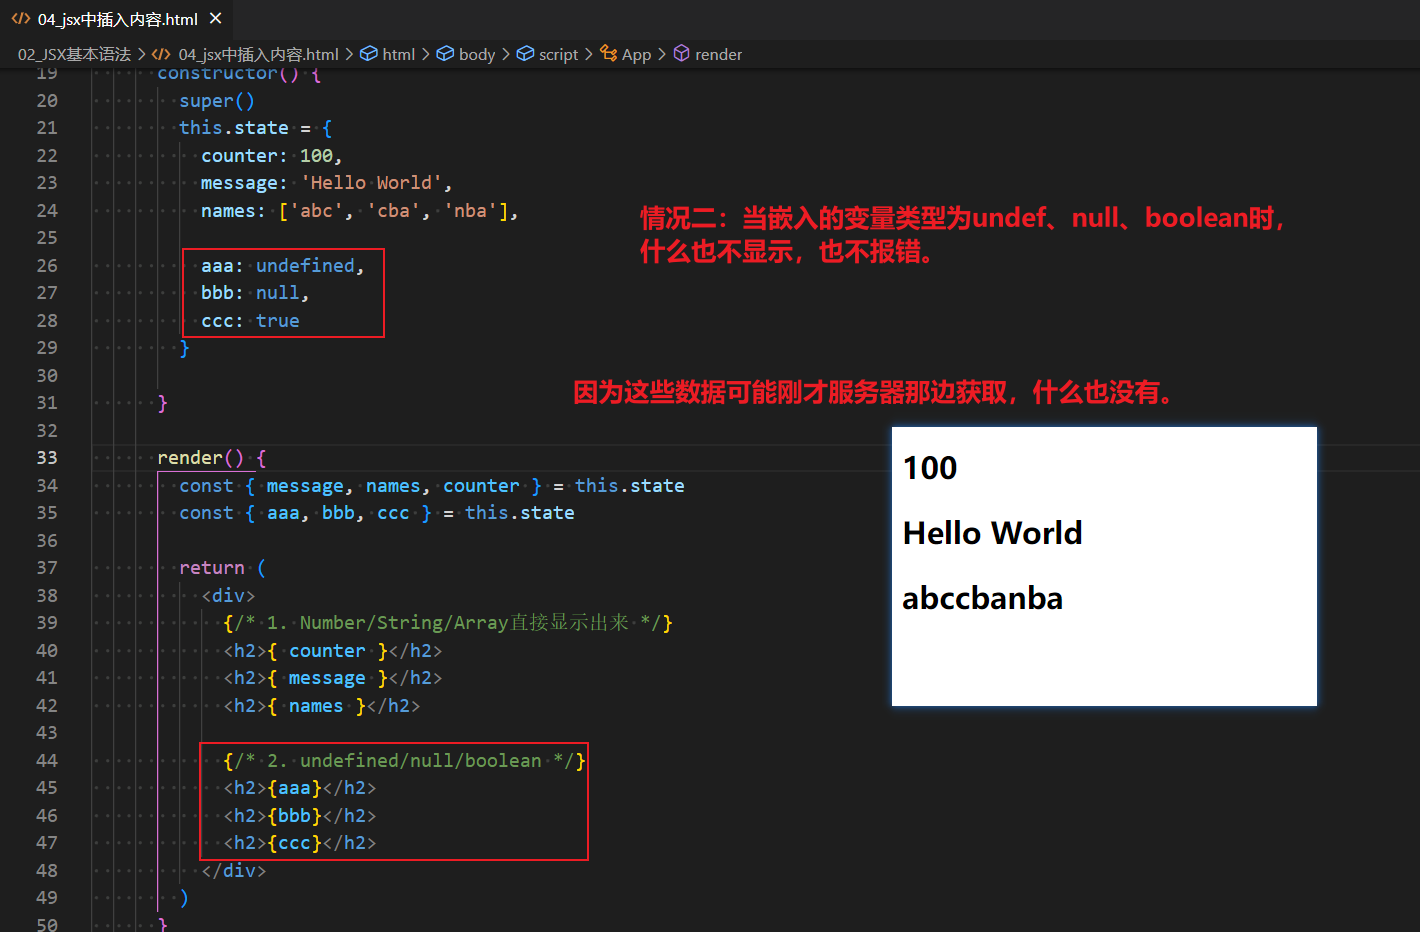 04_jsx中插入内容.html
02_JSX基本语法 > 04_jsx中插入内容.html > html > body > script > App > render
19 constructor() {
20 super()
21 this.state = {
22 counter: 100,
23 message: 'Hello World',
24 names: ['abc', 'cba', 'nba'],
情况二：当嵌入的变量类型为undef、null、boolean时，
25
什么也不显示，也不报错。
26 aaa: undefined,
27 bbb: null,
28 ccc: true
29 }
30
因为这些数据可能刚才服务器那边获取，什么也没有。
31 }
32
33 render() {
34 const { message, names, counter } = this.state
35 const { aaa, bbb, ccc } = this.state
36
37 return (
38 <div>
39 {/* 1. Number/String/Array直接显示出来 */}
40 <h2>{ counter }</h2>
41 <h2>{ message }</h2>
42 <h2>{ names }</h2>
43
44 {/* 2. undefined/null/boolean */}
45 <h2>{aaa}</h2>
46 <h2>{bbb}</h2>
47 <h2>{ccc}</h2>
48 </div>
49 )
50 }
100
Hello World
abccbanba